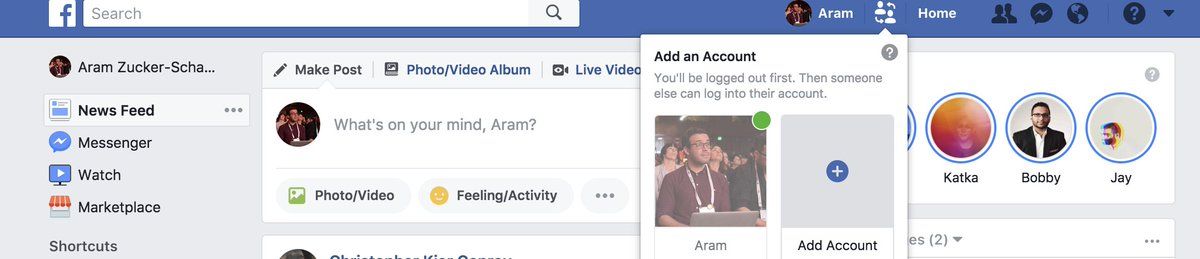 f
Search
Aram
Home
?
Aram Zucker-Scha...
News Feed
Messenger
Watch
Marketplace
Shortcuts
Make Post
Photo/Video Album
Live Video
What's on your mind, Aram?
Photo/Video
Feeling/Activity
Add an Account
?
You'll be logged out first. Then someone
else can log into their account.
Aram
Add Account
?
Katka
Bobby
Jay
(2)